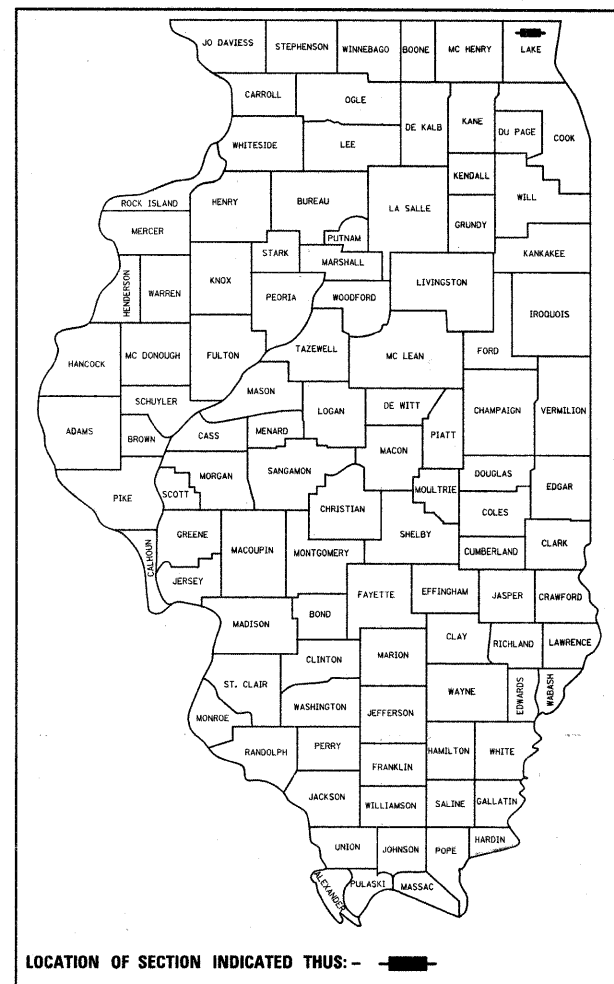 JO DAVIESS STEPHENSON WINNEBAGO BOONE MC HENRY LAKE
CARROLL OGLE DE KALB KANE DU PAGE COOK
WHITESIDE LEE
KENDALL WILL
ROCK ISLAND HENRY BUREAU LA SALLE
MERCER PUTNAM GRUNDY
STARK MARSHALL KANKAKEE
HENDERSON WARREN KNOX PEORIA WOODFORD LIVINGSTON
IROQUOIS
HANCOCK MC DONOUGH FULTON TAZEWELL MC LEAN FORD
MASON
SCHUYLER LOGAN DE WITT CHAMPAIGN VERMILION
ADAMS BROWN CASS MENARD MACON PIATT
SANGAMON DOUGLAS
MORGAN MOULTRIE EDGAR
PIKE SCOTT CHRISTIAN COLES
GREENE SHELBY
CALHOUN MACOUPIN MONTGOMERY CUMBERLAND CLARK
JERSEY FAYETTE EFFINGHAM JASPER CRAWFORD
MADISON BOND
CLAY RICHLAND LAWRENCE
CLINTON MARION
ST. CLAIR WAYNE EDWARDS WABASH
WASHINGTON JEFFERSON
MONROE
RANDOLPH PERRY HAMILTON WHITE
FRANKLIN
JACKSON WILLIAMSON SALINE GALLATIN
UNION JOHNSON POPE HARDIN
ALEXANDER PULASKI MASSAC
LOCATION OF SECTION INDICATED THUS: -